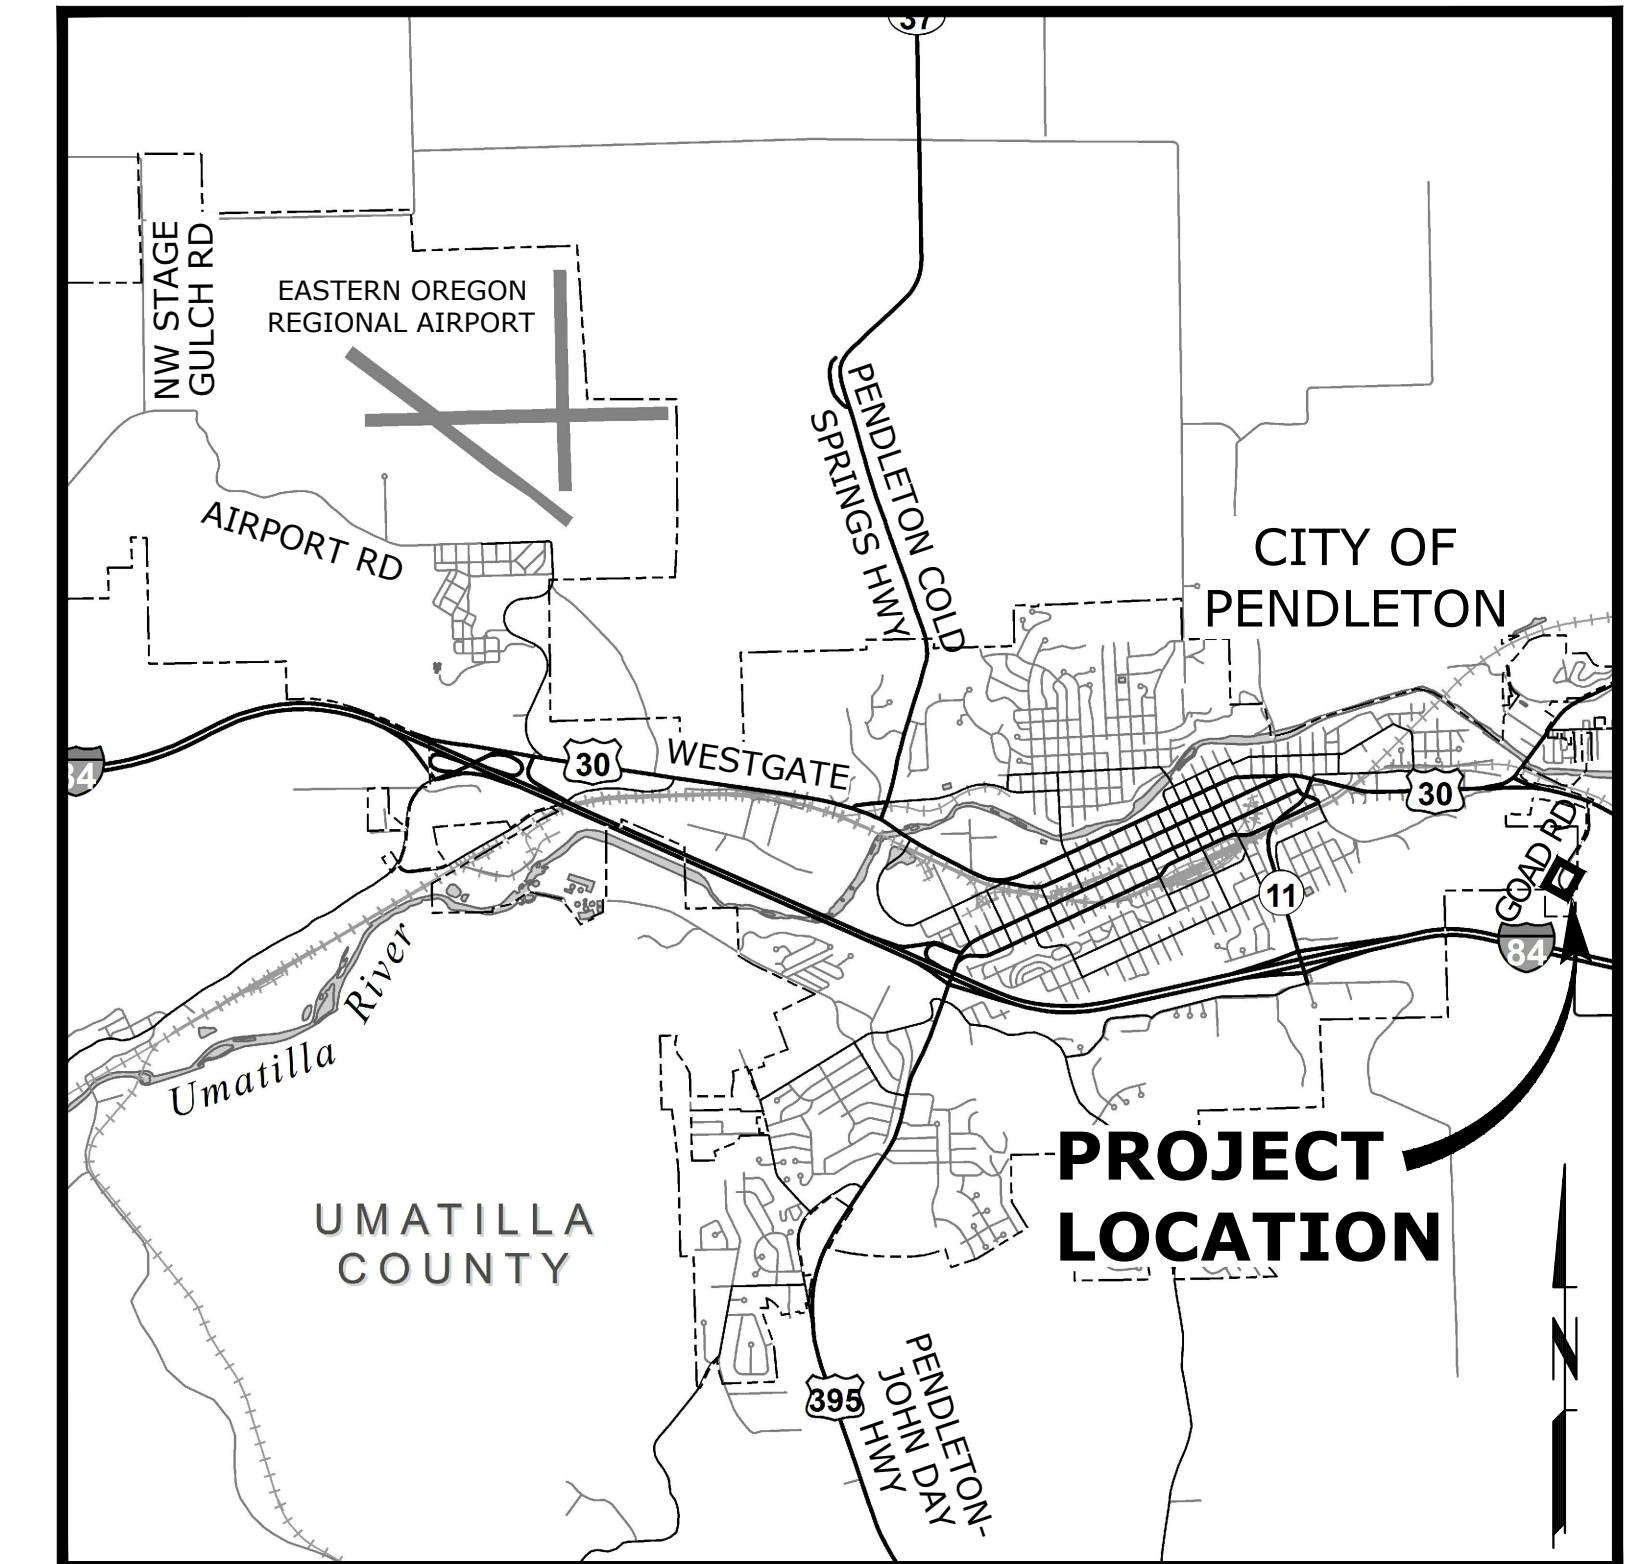 37
NW STAGE
GULCH RD
EASTERN OREGON
REGIONAL AIRPORT
PENDLETON COLD
SPRINGS HWY
AIRPORT RD
CITY OF
PENDLETON
84
30
WESTGATE
30
GOAD RD
11
84
River
Umatilla
PROJECT
LOCATION
UMATILLA
COUNTY
395
PENDLETON-
JOHN DAY
HWY
N